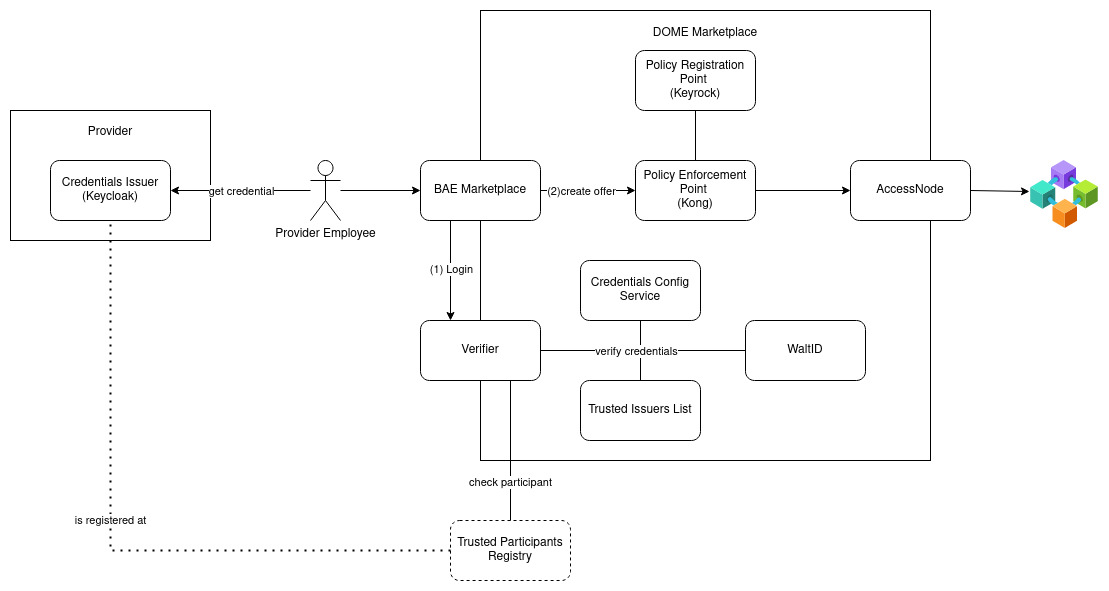 DOME Marketplace
Policy Registration
Point
(Keyrock)
Provider
Credentials Issuer
(Keycloak)
get credential
Provider Employee
BAE Marketplace
(2)create offer
Policy Enforcement
Point
(Kong)
AccessNode
(1) Login
Credentials Config
Service
Verifier
verify credentials
WaltID
Trusted Issuers List
check participant
is registered at
Trusted Participants
Registry